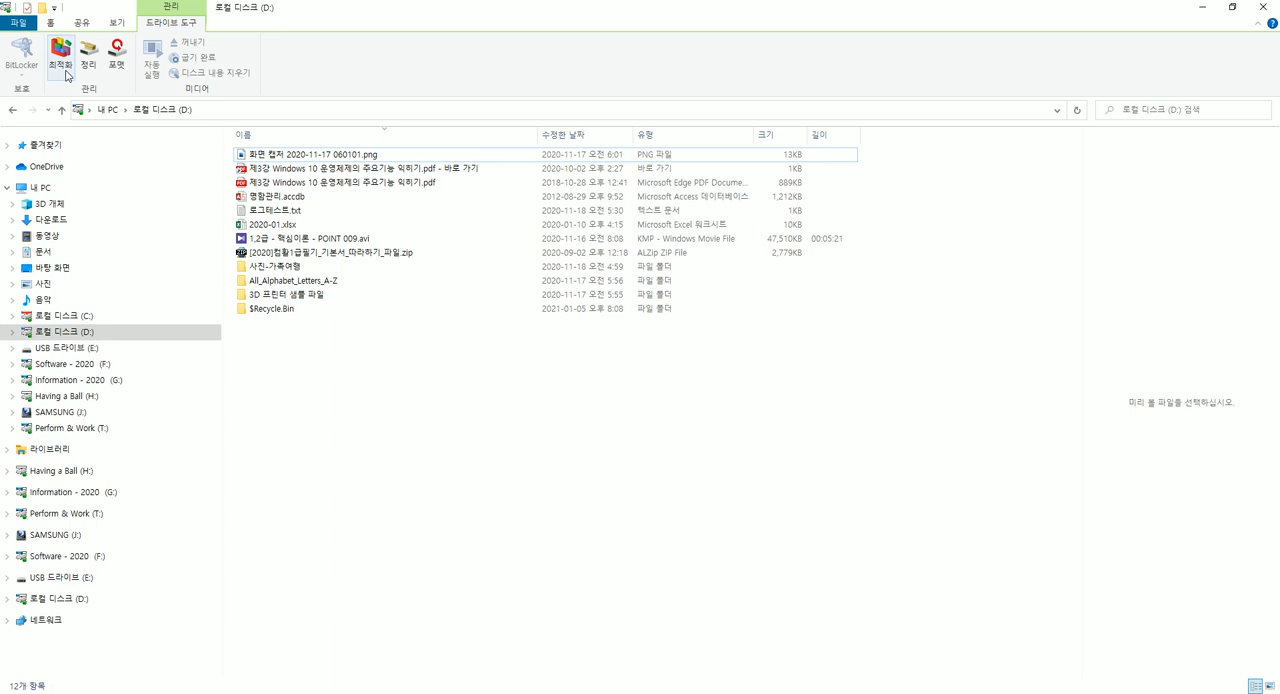 관리
로컬 디스크 (D:)
파일 홈 공유 보기 드라이브 도구
BitLocker 최적화 정리 포맷 자동 실행
꺼내기
굽기 완료
디스크 내용 지우기
보호 관리 미디어
내 PC › 로컬 디스크 (D:)
로컬 디스크 (D:) 검색
이름 수정한 날짜 유형 크기 길이
화면 캡처 2020-11-17 060101.png 2020-11-17 오전 6:01 PNG 파일 13KB
제3강 Windows 10 운영체제의 주요기능 익히기.pdf - 바로 가기 2020-10-02 오후 2:27 바로 가기 1KB
제3강 Windows 10 운영체제의 주요기능 익히기.pdf 2018-10-28 오후 12:41 Microsoft Edge PDF Docume... 889KB
명함관리.accdb 2012-08-29 오후 9:52 Microsoft Access 데이터베이스 1,212KB
로그테스트.txt 2020-11-18 오전 5:30 텍스트 문서 1KB
2020-01.xlsx 2020-01-10 오후 4:15 Microsoft Excel 워크시트 10KB
1,2급 - 핵심이론 - POINT 009.avi 2020-11-16 오전 8:08 KMP - Windows Movie File 47,510KB 00:05:21
[2020]컴활1급필기_기본서_따라하기_파일.zip 2020-09-02 오후 12:18 ALZip ZIP File 2,779KB
사진-가족여행 2020-11-18 오전 4:59 파일 폴더
All_Alphabet_Letters_A-Z 2020-11-17 오전 5:56 파일 폴더
3D 프린터 샘플 파일 2020-11-17 오전 5:55 파일 폴더
$Recycle.Bin 2021-01-05 오후 8:08 파일 폴더
즐겨찾기
OneDrive
내 PC
3D 개체
다운로드
동영상
문서
바탕 화면
사진
음악
로컬 디스크 (C:)
로컬 디스크 (D:)
USB 드라이브 (E:)
Software - 2020 (F:)
Information - 2020 (G:)
Having a Ball (H:)
SAMSUNG (J:)
Perform & Work (T:)
라이브러리
Having a Ball (H:)
Information - 2020 (G:)
Perform & Work (T:)
SAMSUNG (J:)
Software - 2020 (F:)
USB 드라이브 (E:)
로컬 디스크 (D:)
네트워크
미리 볼 파일을 선택하십시오.
12개 항목